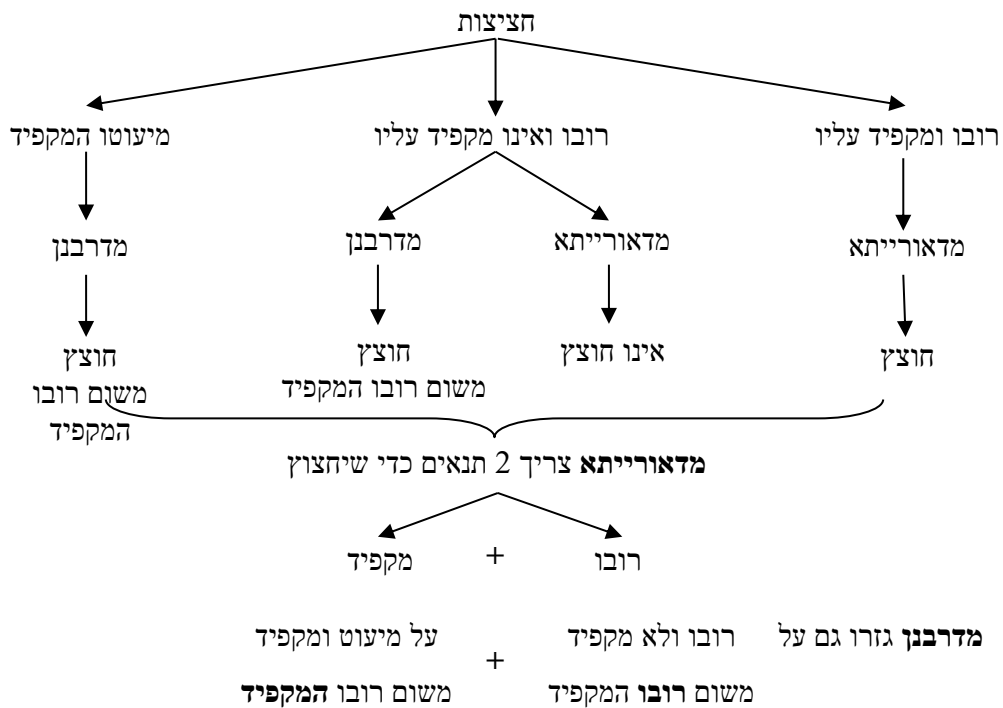 חציצות
רובו ומקפיד עליו רובו ואינו מקפיד עליו מיעוטו המקפיד
מדאורייתא מדאורייתא מדרבנן מדרבנן
חוצץ אינו חוצץ חוצץ חוצץ
משום רובו המקפיד משום רובו
המקפיד
מדאורייתא צריך 2 תנאים כדי שיחצוץ
רובו + מקפיד
מדרבנן גזרו גם על רובו ולא מקפיד + על מיעוט ומקפיד
משום רובו המקפיד משום רובו המקפיד